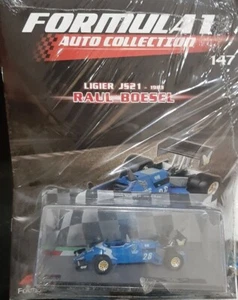 FORMULA 1
AUTO COLLECTION
147
LIGIER JS21 - 1983
RAUL BOESEL